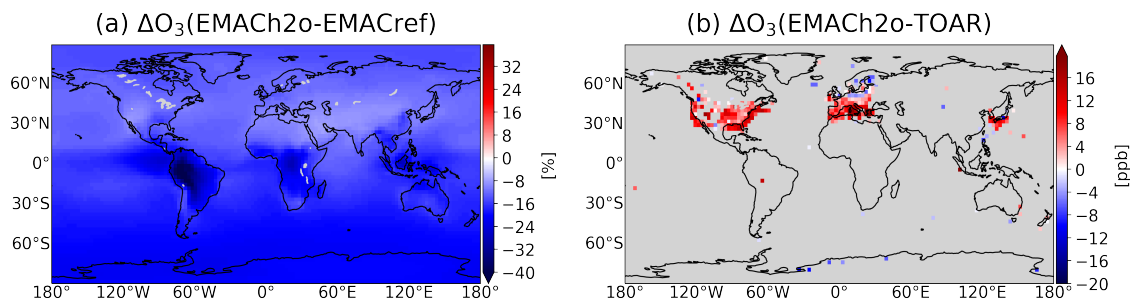 (a) ΔO₃(EMACh2o-EMACref)
60°N
30°N
0°
30°S
60°S
180° 120°W 60°W 0° 60°E 120°E 180°
32
24
16
8
0
−8
−16
−24
−32
−40
[%]
(b) ΔO₃(EMACh2o-TOAR)
60°N
30°N
0°
30°S
60°S
180° 120°W 60°W 0° 60°E 120°E 180°
16
12
8
4
0
−4
−8
−12
−16
−20
[ppb]